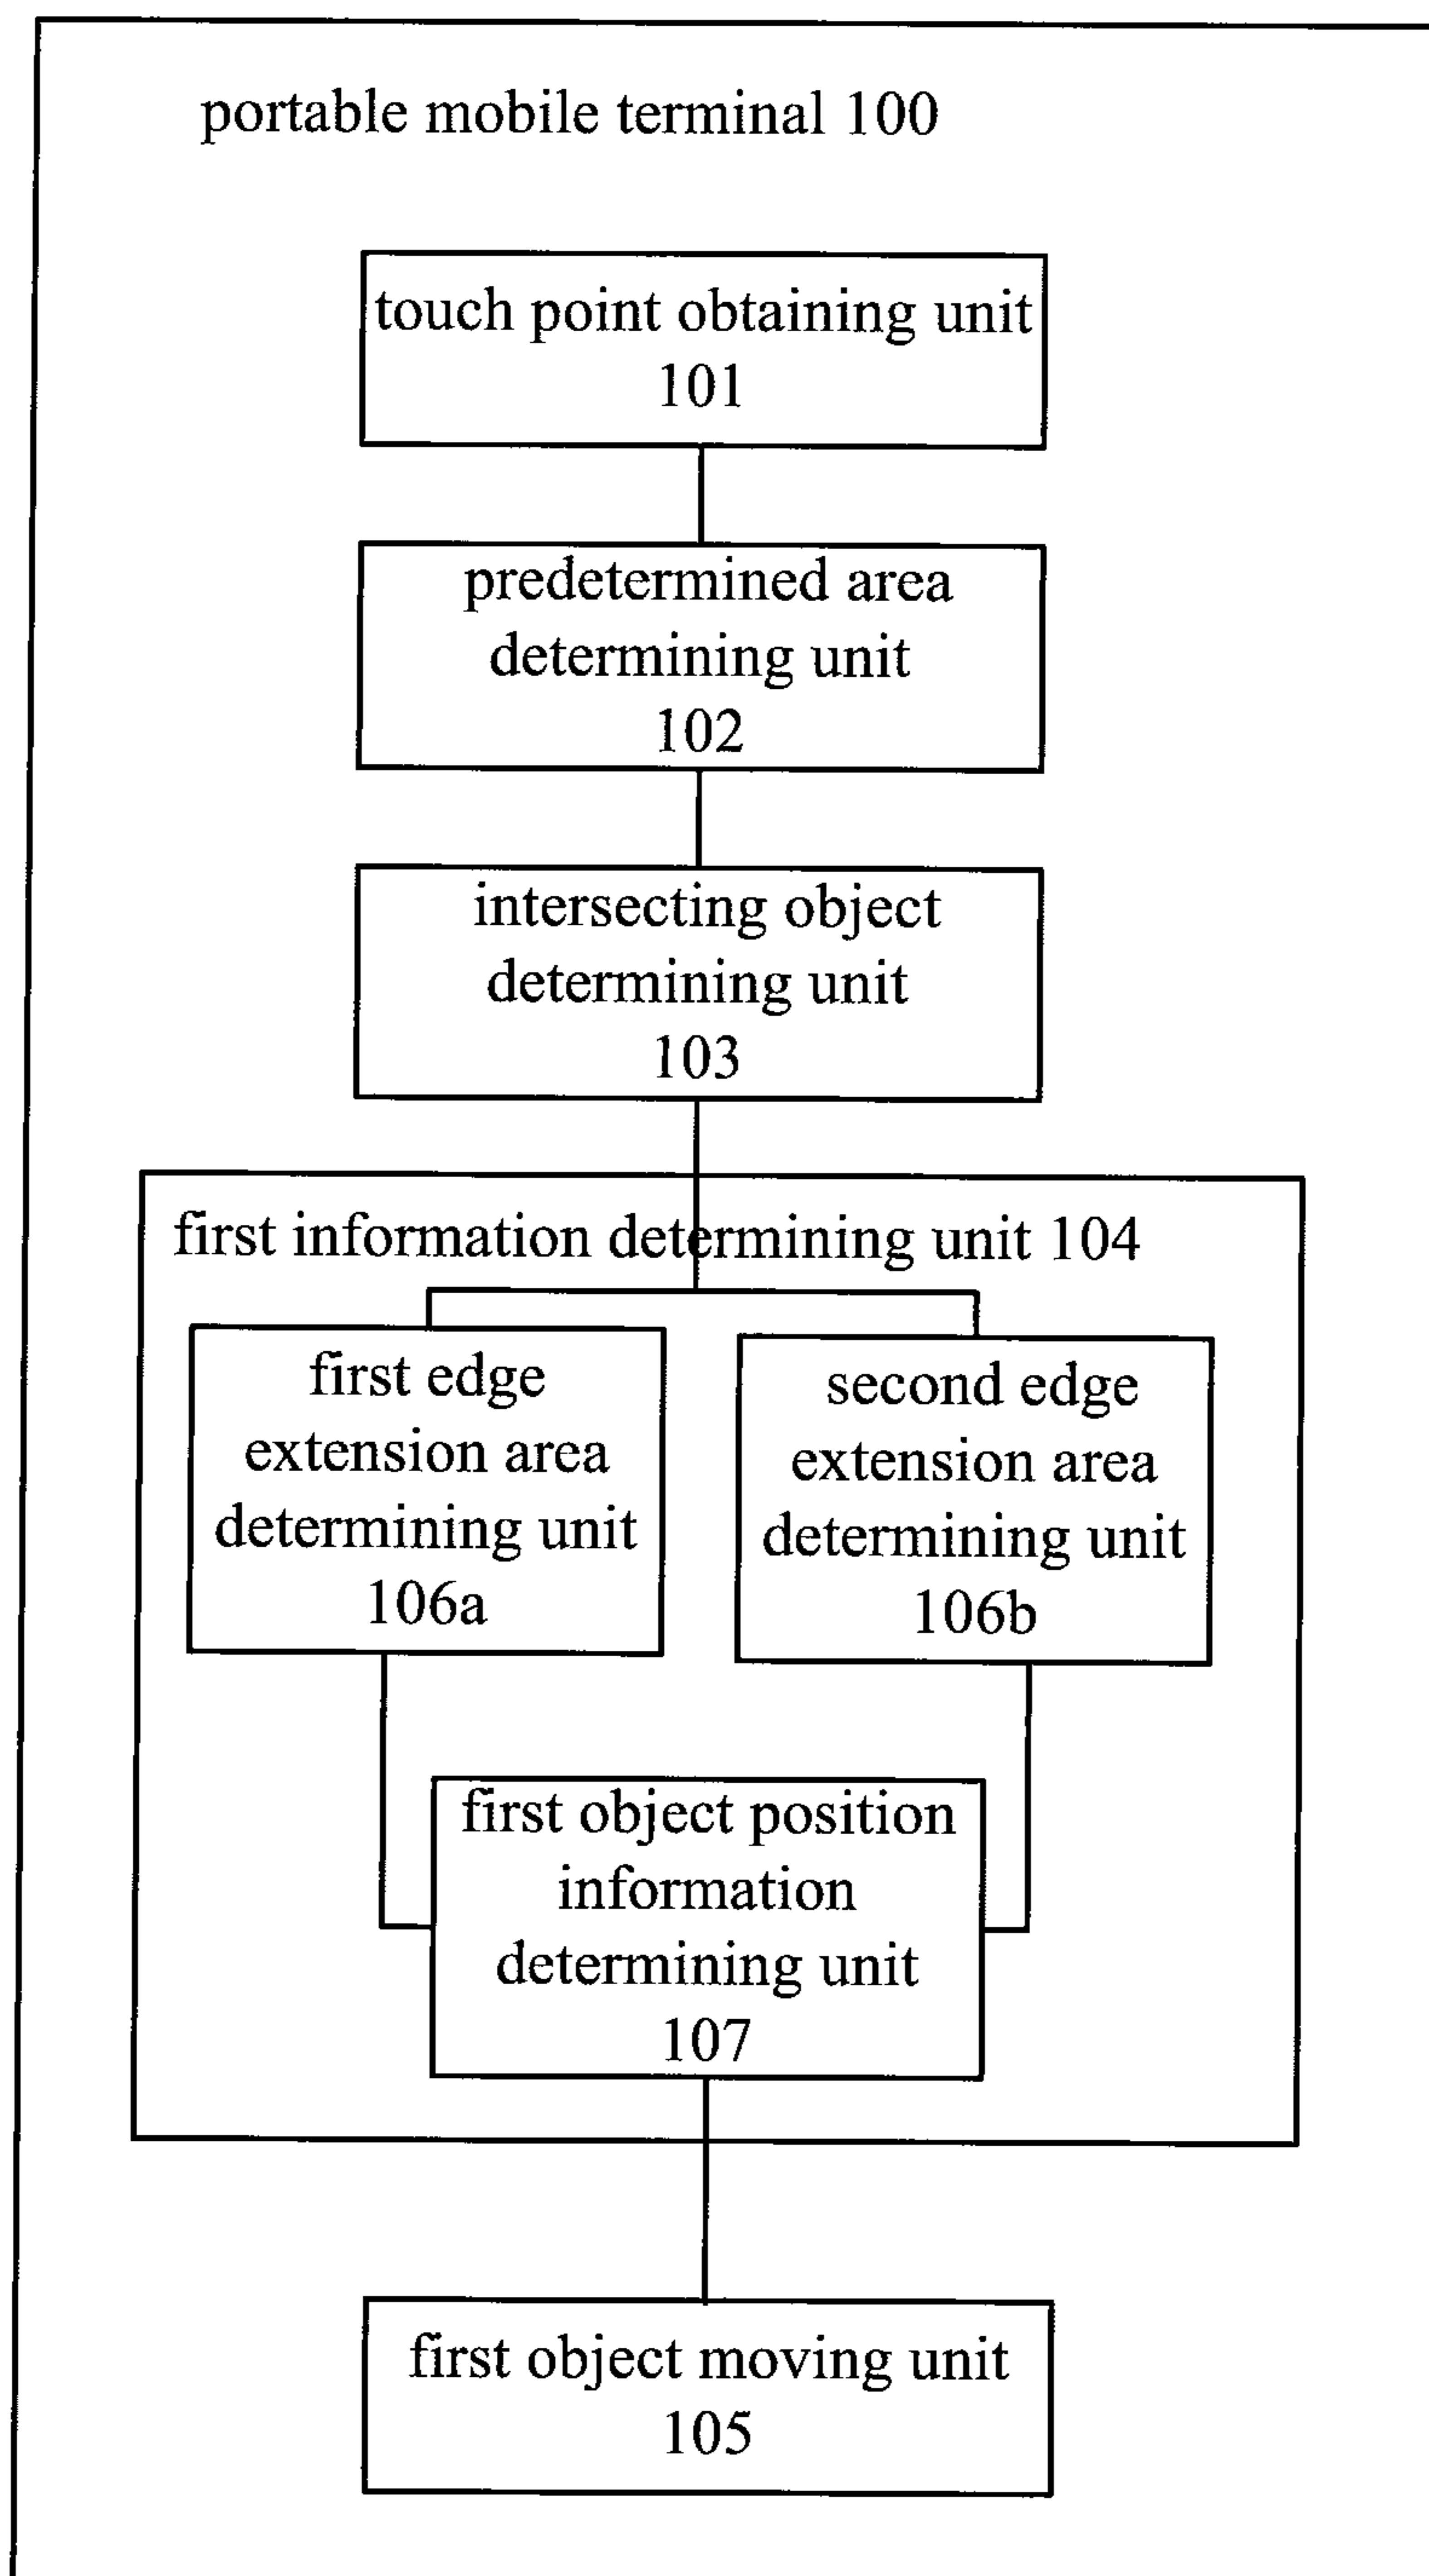 portable mobile terminal 100
touch point obtaining unit
101
predetermined area
determining unit
102
intersecting object
determining unit
103
first information determining unit 104
first edge
extension area
determining unit
106a
second edge
extension area
determining unit
106b
first object position
information
determining unit
107
first object moving unit
105